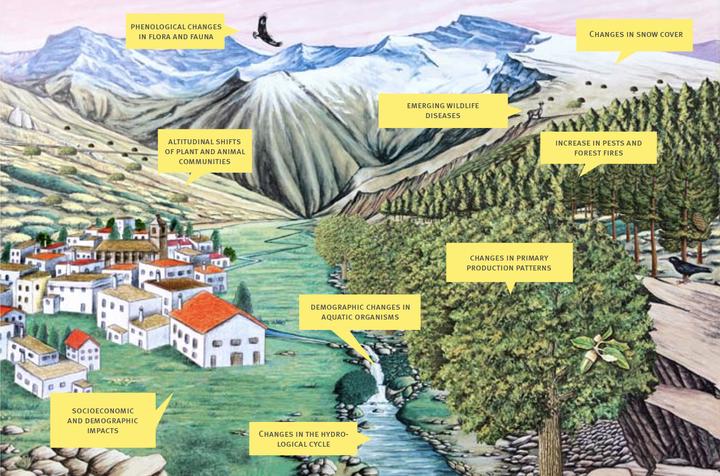 PHENOLOGICAL CHANGES
IN FLORA AND FAUNA
CHANGES IN SNOW COVER
EMERGING WILDLIFE
DISEASES
ALTITUDINAL SHIFTS
OF PLANT AND ANIMAL
COMMUNITIES
INCREASE IN PESTS AND
FOREST FIRES
CHANGES IN PRIMARY
PRODUCTION PATTERNS
DEMOGRAPHIC CHANGES IN
AQUATIC ORGANISMS
SOCIOECONOMIC
AND DEMOGRAPHIC
IMPACTS
CHANGES IN THE HYDRO-
LOGICAL CYCLE